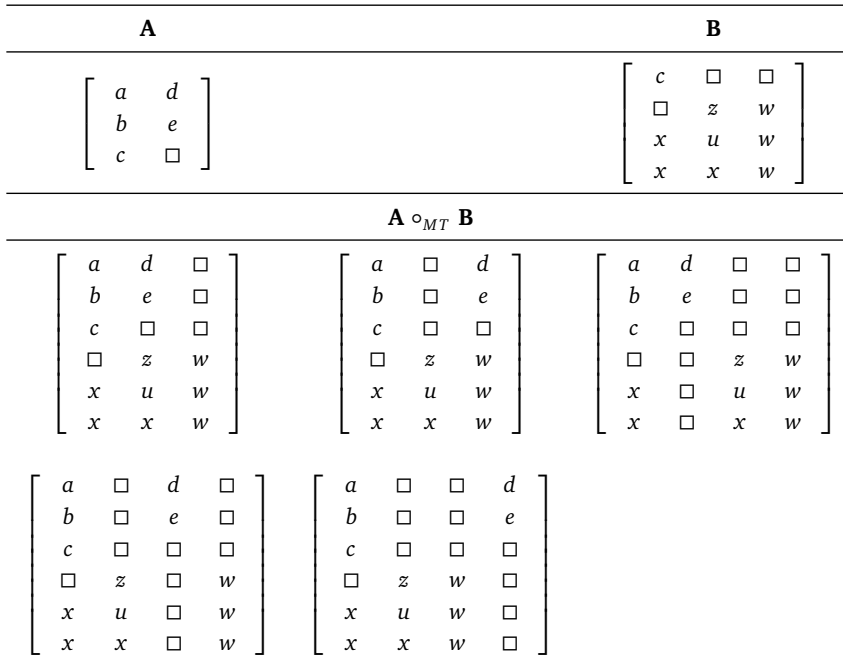 A B
a d
b e
c □
c □ □
□ z w
x u w
x x w
A ∘MT B
a d □
b e □
c □ □
□ z w
x u w
x x w
a □ d
b □ e
c □ □
□ z w
x u w
x x w
a d □ □
b e □ □
c □ □ □
□ □ z w
x □ u w
x □ x w
a □ d □
b □ e □
c □ □ □
□ z □ w
x u □ w
x x □ w
a □ □ d
b □ □ e
c □ □ □
□ z w □
x u w □
x x w □